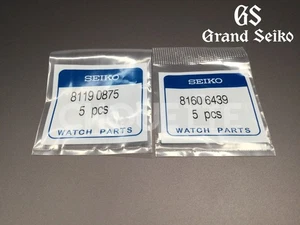 GS
Grand Seiko
SEIKO
8119 0875
5 pcs
WATCH PARTS
SEIKO
8160 6439
5 pcs
WATCH PARTS